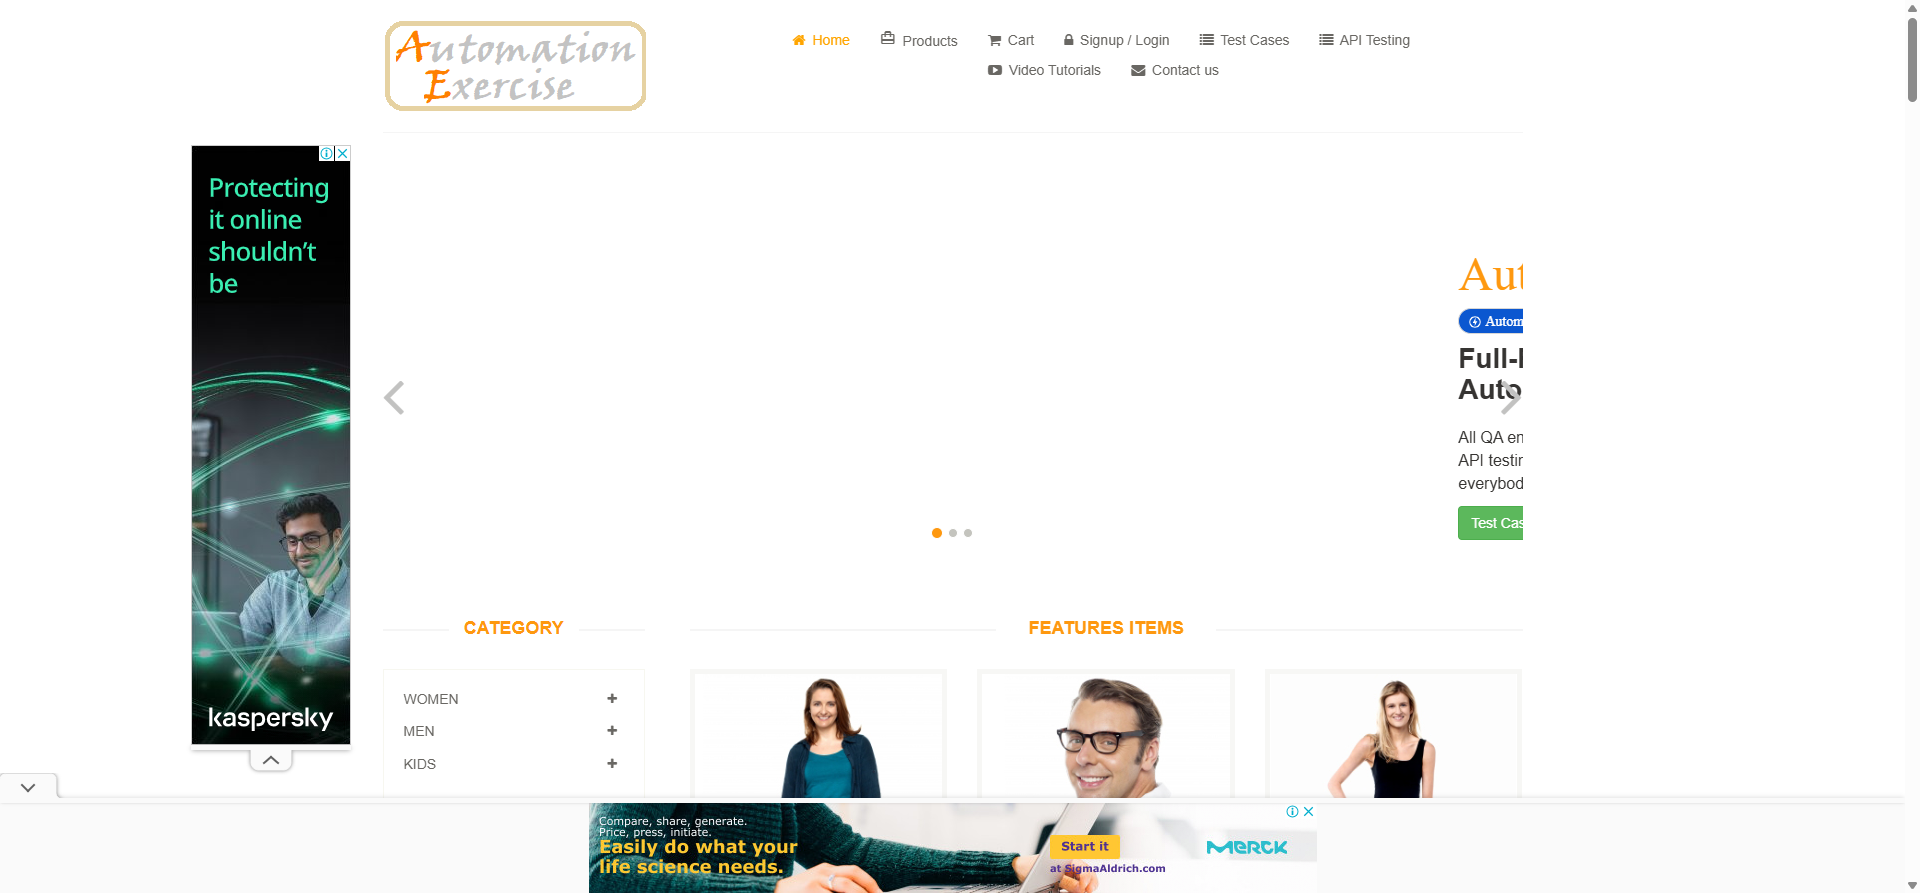 Automation
Exercise
Home
Products
Cart
Signup / Login
Test Cases
API Testing
Video Tutorials
Contact us
Protecting
it online
shouldn't
be
kaspersky
Aut
Autom
Full-
Auto
All QA en
API testin
everybod
Test Cas
CATEGORY
WOMEN
MEN
KIDS
FEATURES ITEMS
Compare, share, generate.
Price, press, initiate.
Easily do what your
life science needs.
Start it
at SigmaAldrich.com
MERCK